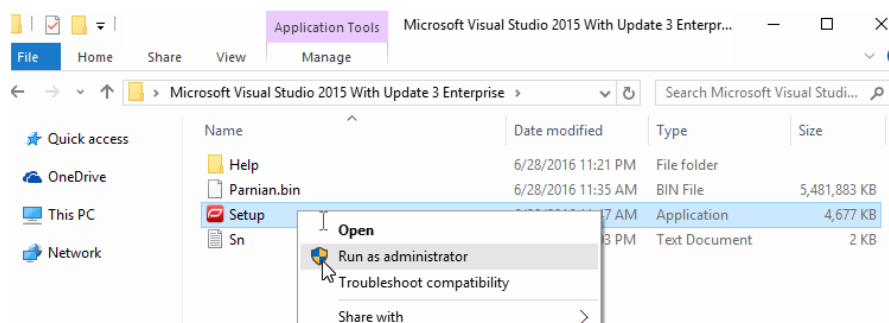 Application Tools Microsoft Visual Studio 2015 With Update 3 Enterpr...
File Home Share View Manage
Microsoft Visual Studio 2015 With Update 3 Enterprise Search Microsoft Visual Studi...
Name Date modified Type Size
Quick access
Help 6/28/2016 11:21 PM File folder
Parnian.bin 6/28/2016 11:35 AM BIN File 5,481,883 KB
OneDrive
This PC
Setup 7 AM Application 4,677 KB
Sn 3 PM Text Document 2 KB
Open
Network
Run as administrator
Troubleshoot compatibility
Share with